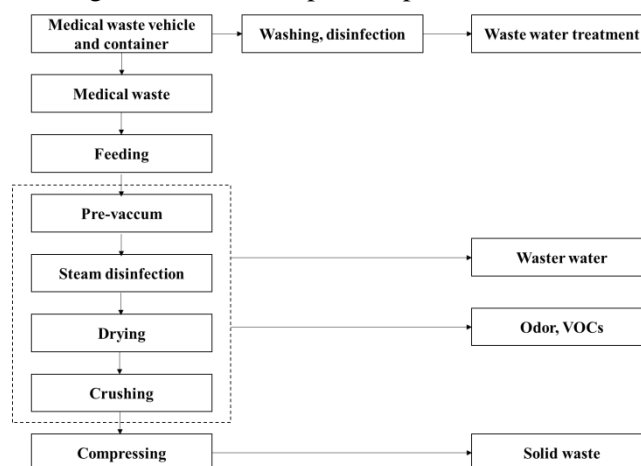 Medical waste vehicle
and container
Washing, disinfection
Waste water treatment
Medical waste
Feeding
Pre-vaccum
Steam disinfection
Waster water
Drying
Odor, VOCs
Crushing
Compressing
Solid waste